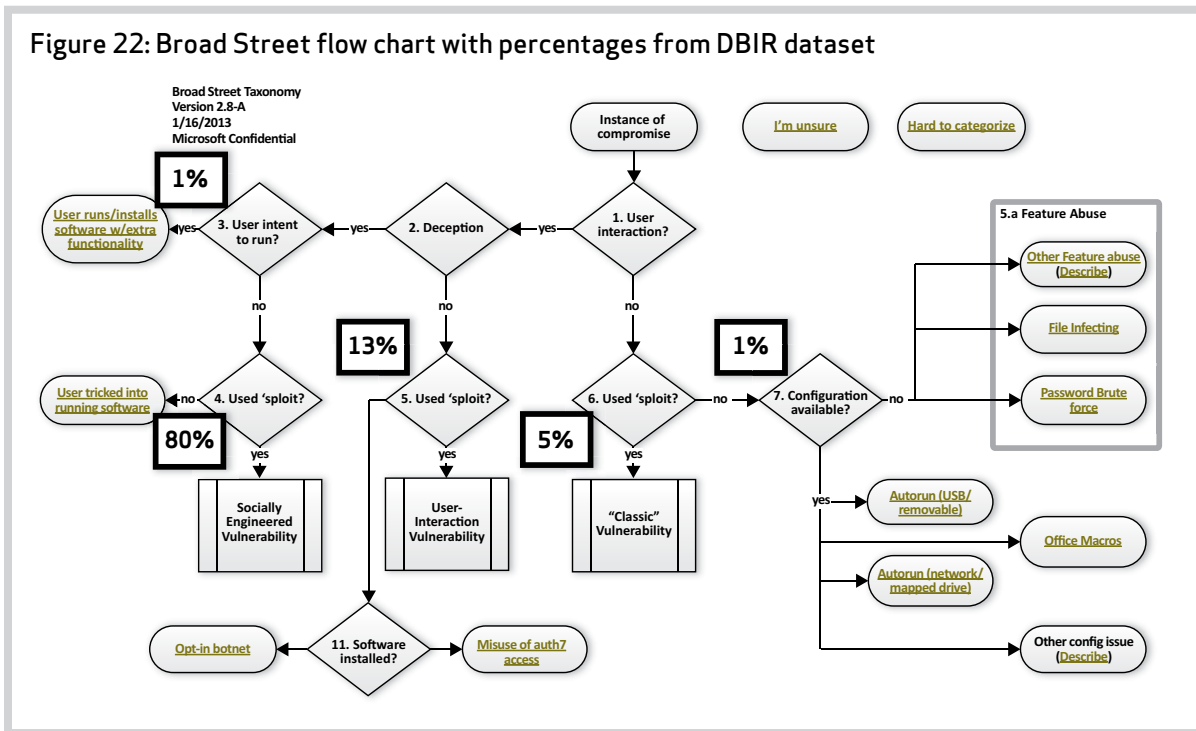 Figure 22: Broad Street flow chart with percentages from DBIR dataset
Broad Street Taxonomy
Version 2.8-A
1/16/2013
Microsoft Confidential
Instance of
compromise
I'm unsure
Hard to categorize
1%
User runs/installs
software w/extra
functionality
yes
3. User intent
to run?
yes
2. Deception
yes
1. User
interaction?
5.a Feature Abuse
Other Feature abuse
(Describe)
File Infecting
Password Brute
force
no
no
no
13%
1%
User tricked into
running software
no
4. Used 'sploit?
5. Used 'sploit?
6. Used 'sploit?
no
7. Configuration
available?
no
80%
5%
yes
yes
yes
yes
Socially
Engineered
Vulnerability
User-
Interaction
Vulnerability
“Classic”
Vulnerability
Autorun (USB/
removable)
Office Macros
Autorun (network/
mapped drive)
Other config issue
(Describe)
Opt-in botnet
11. Software
installed?
Misuse of auth7
access